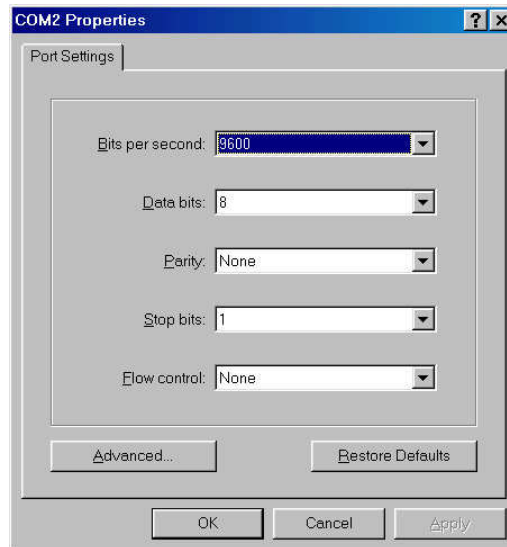 COM2 Properties
Port Settings
Bits per second: 9600
Data bits: 8
Parity: None
Stop bits: 1
Flow control: None
Advanced... Restore Defaults
OK Cancel Apply